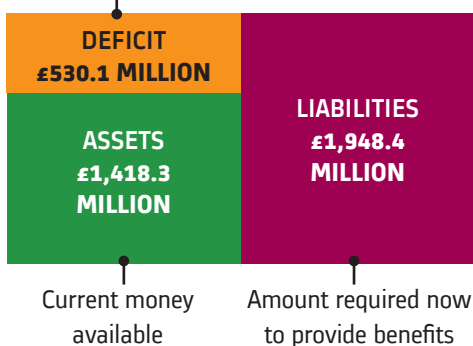 DEFICIT
£530.1 MILLION
ASSETS
£1,418.3
MILLION
LIABILITIES
£1,948.4
MILLION
Current money
available
Amount required now
to provide benefits